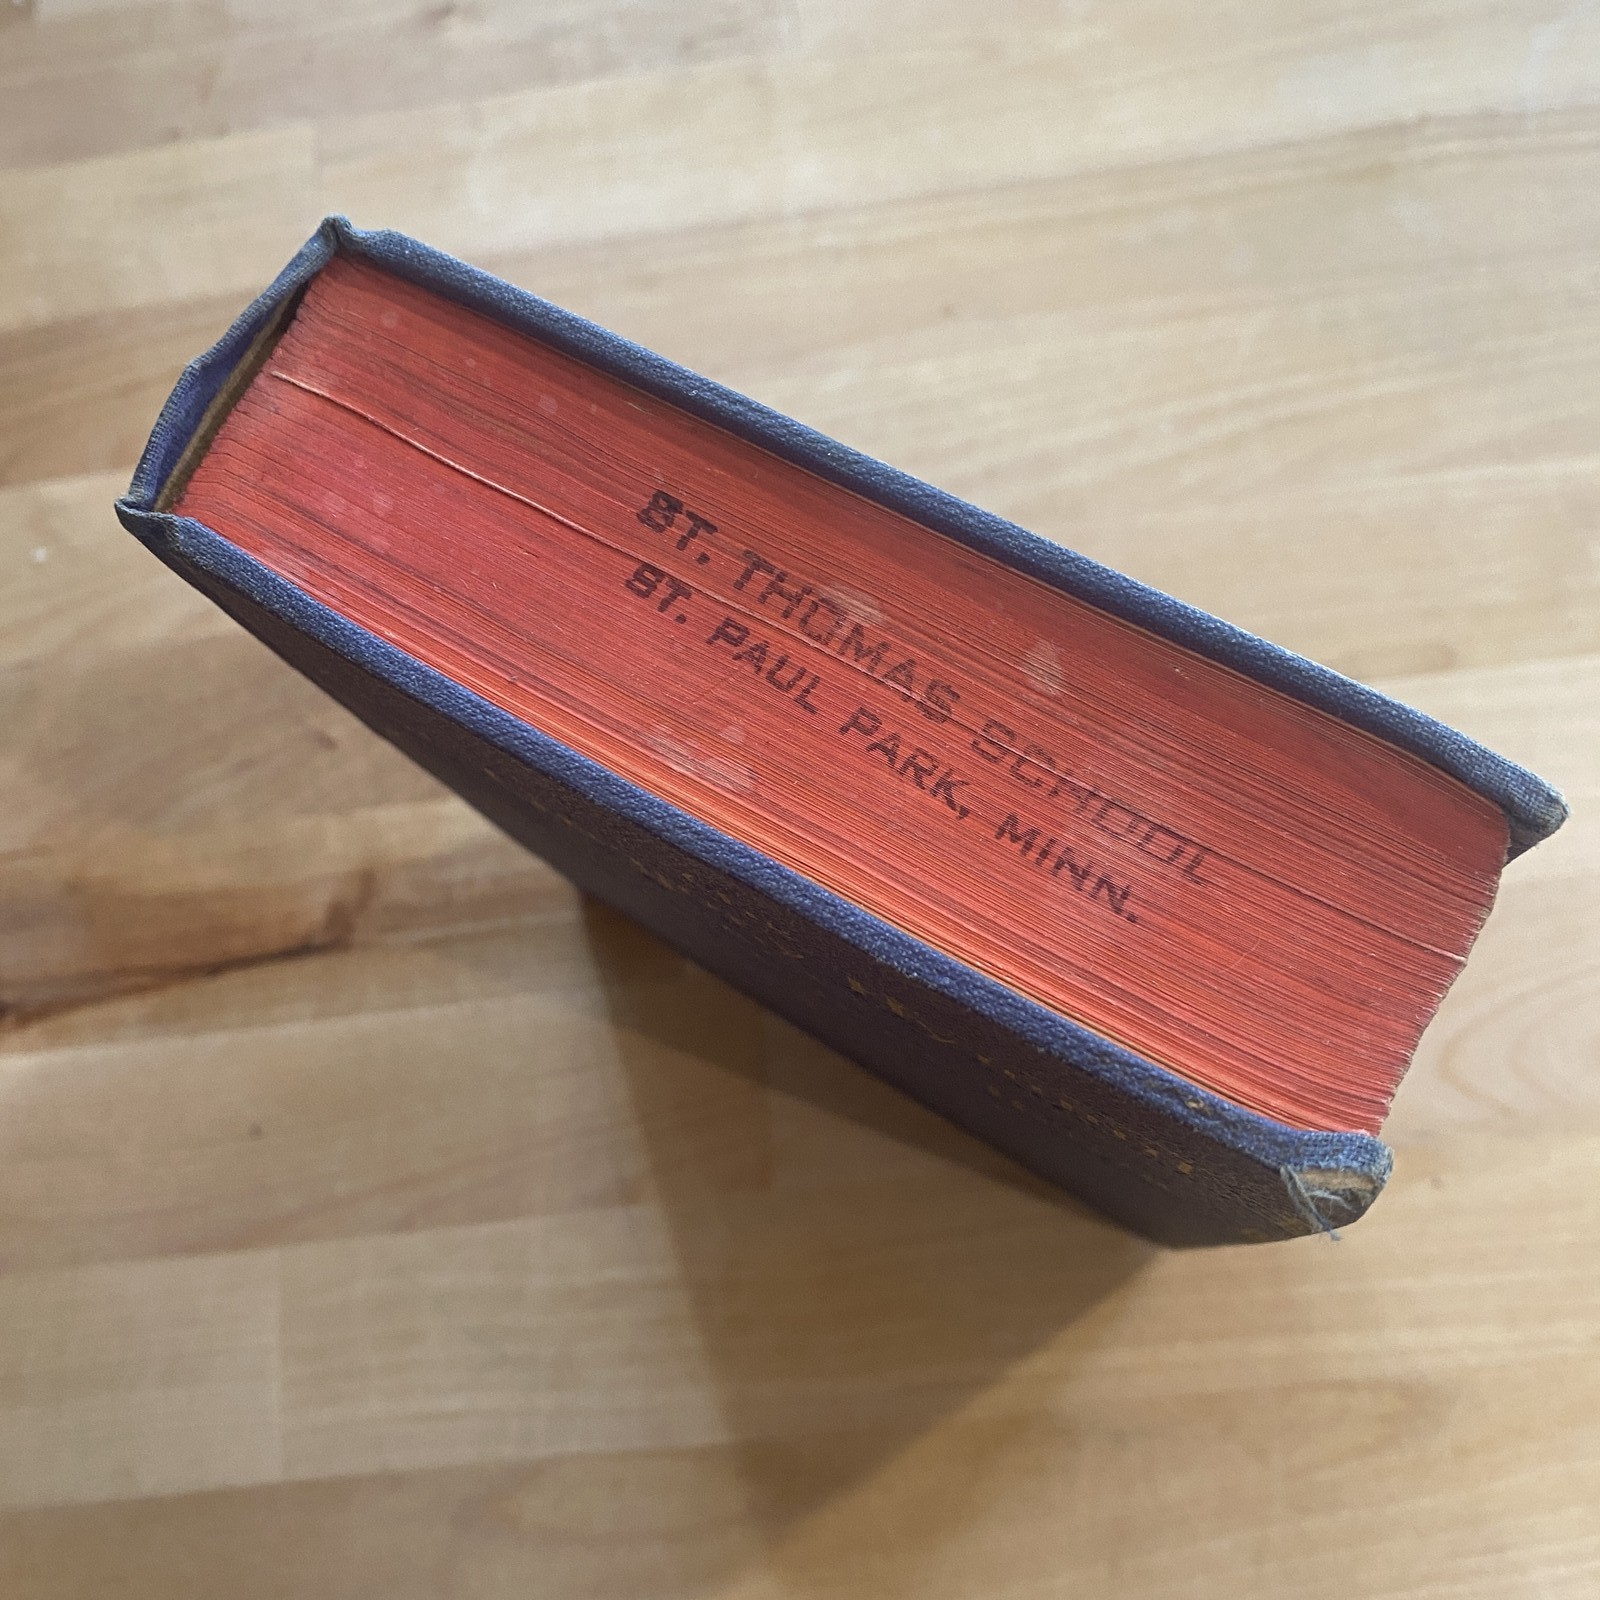 ST. THOMAS SCHOOL
ST. PAUL PARK, MINN.